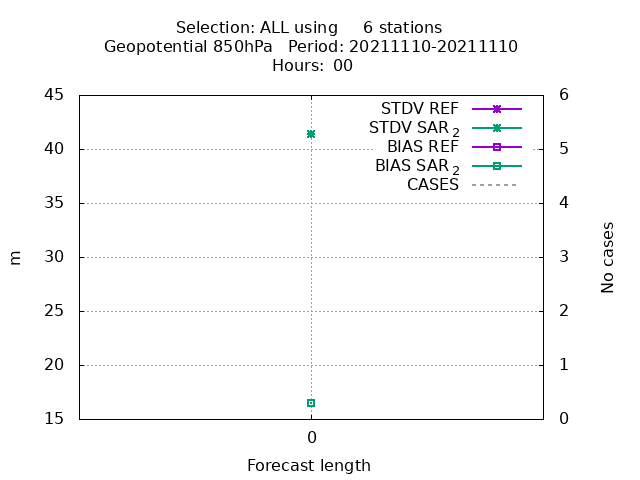 Selection: ALL using     6 stations
Geopotential 850hPa   Period: 20211110-20211110
Hours:  00
45
40
35
30
25
20
15
m
6
5
4
3
2
1
0
No cases
STDV REF
STDV SAR 2
BIAS REF
BIAS SAR 2
CASES
0
Forecast length